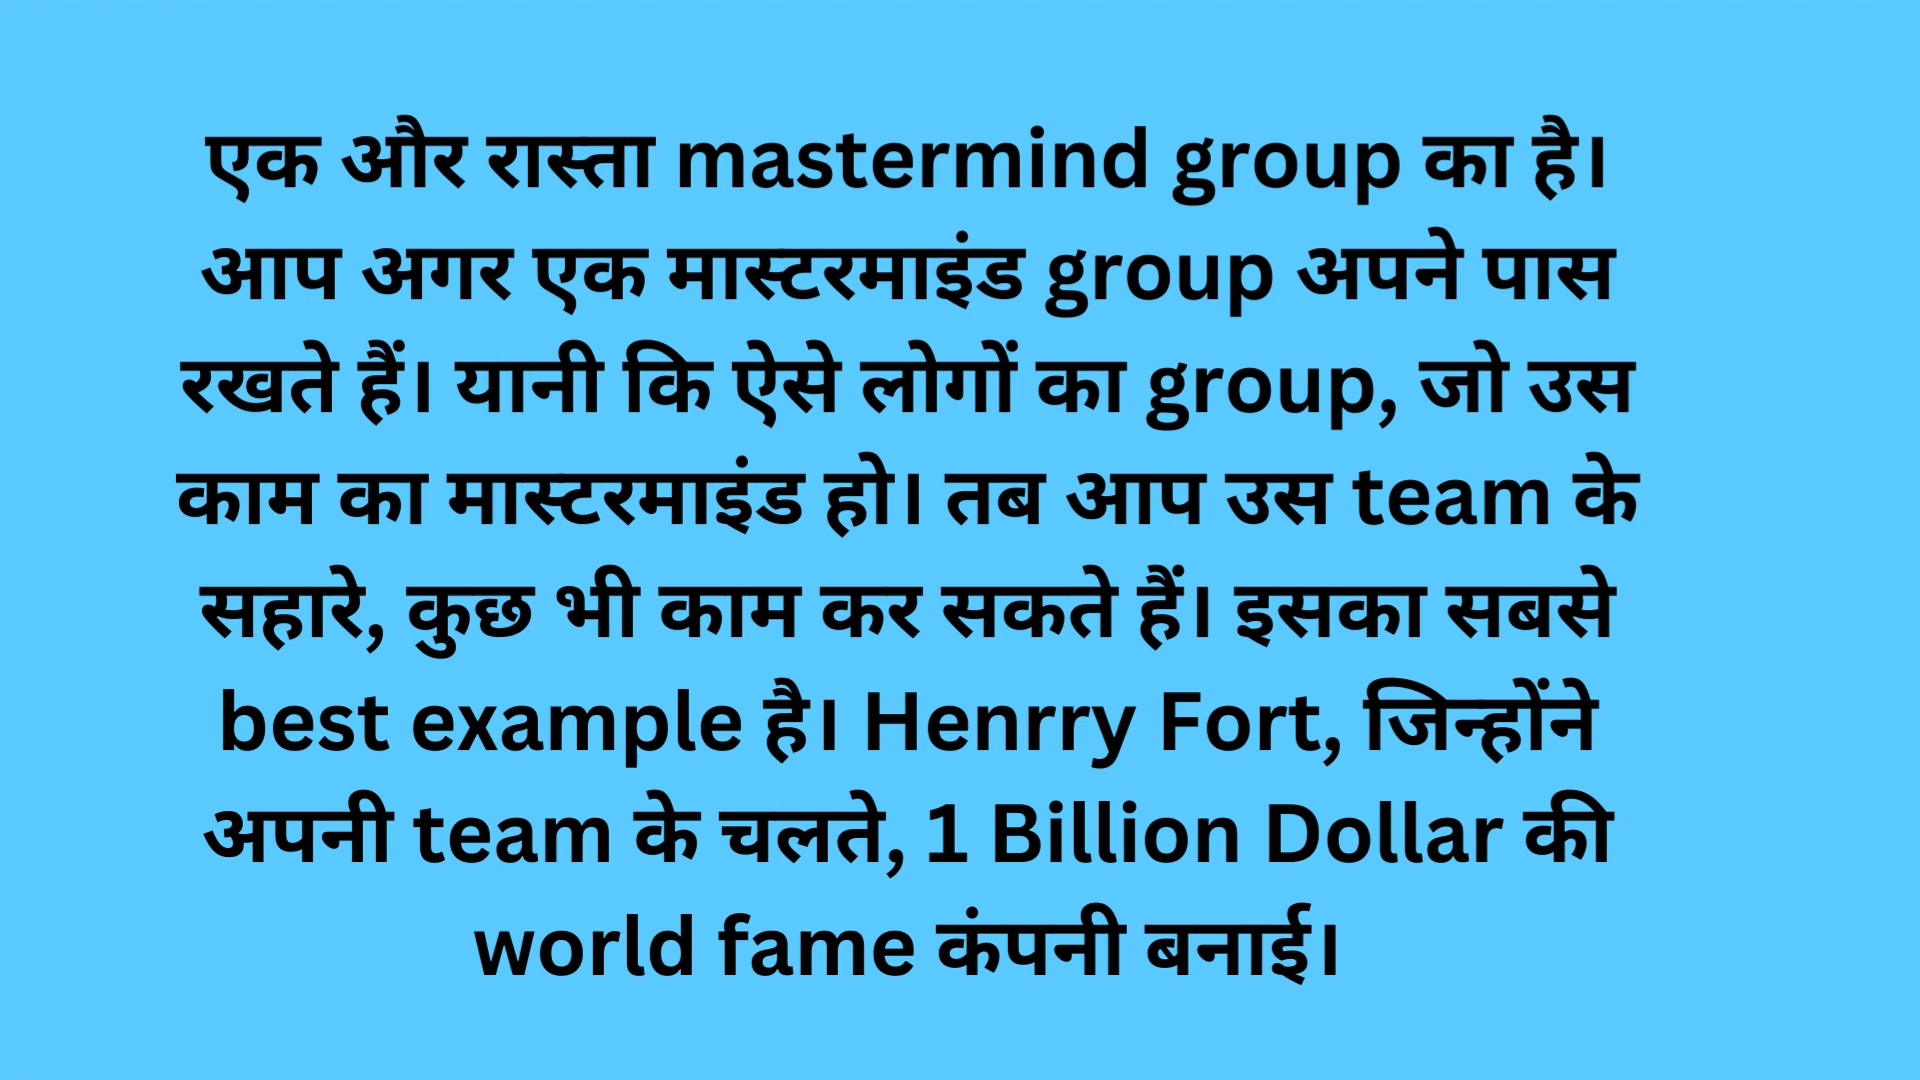 एक और रास्ता mastermind group का है।
आप अगर एक मास्टरमाइंड group अपने पास
रखते हैं। यानी कि ऐसे लोगों का group, जो उस
काम का मास्टरमाइंड हो। तब आप उस team के
सहारे, कुछ भी काम कर सकते हैं। इसका सबसे
best example है। Henrry Fort, जिन्होंने
अपनी team के चलते, 1 Billion Dollar की
world fame कंपनी बनाई।